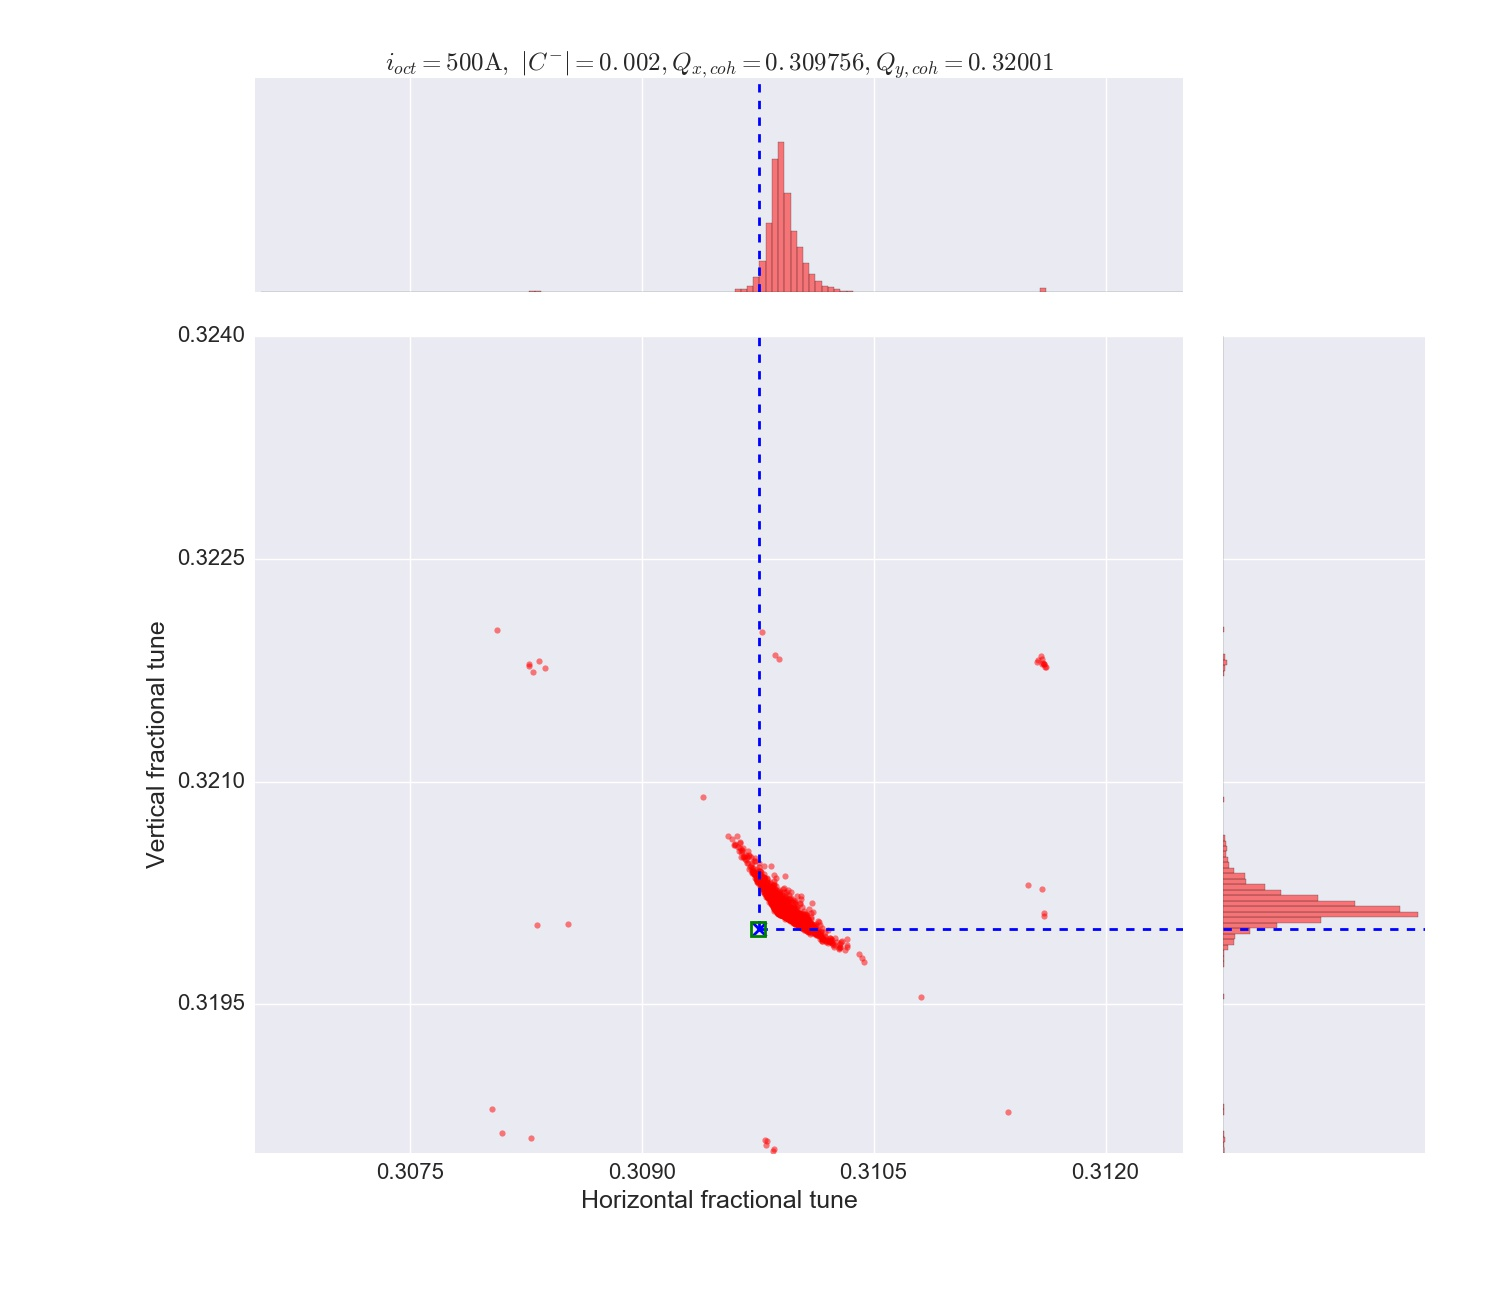 i_oct = 500A, |C⁻| = 0.002, Q_x,coh = 0.309756, Q_y,coh = 0.32001
0.3240
0.3225
0.3210
0.3195
Vertical fractional tune
0.3075 0.3090 0.3105 0.3120
Horizontal fractional tune